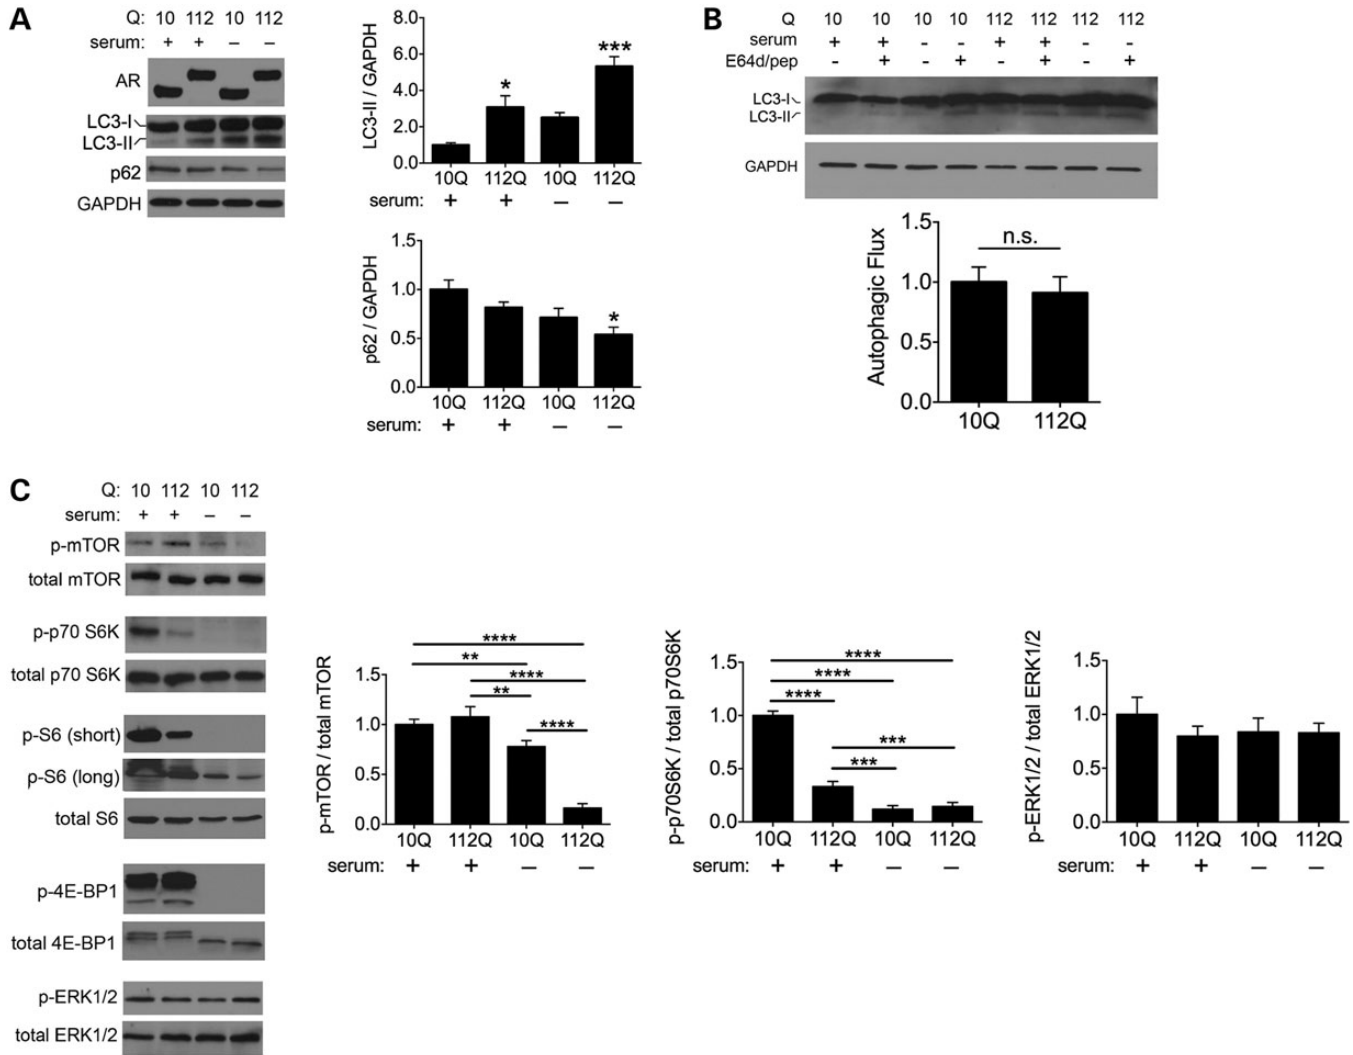 A
Q: 10 112 10 112
serum: + + – –
AR
LC3-I
LC3-II
p62
GAPDH
LC3-II / GAPDH
8.0
6.0
4.0
2.0
0.0
*
***
10Q 112Q 10Q 112Q
serum: + + – –
p62 / GAPDH
1.5
1.0
0.5
0.0
*
10Q 112Q 10Q 112Q
serum: + + – –
B
Q 10 10 10 10 112 112 112 112
serum + + - - + + - -
E64d/pep - + - + - + - +
LC3-I
LC3-II
GAPDH
Autophagic Flux
1.5
1.0
0.5
0.0
n.s.
10Q 112Q
C
Q: 10 112 10 112
serum: + + – –
p-mTOR
total mTOR
p-p70 S6K
total p70 S6K
p-S6 (short)
p-S6 (long)
total S6
p-4E-BP1
total 4E-BP1
p-ERK1/2
total ERK1/2
p-mTOR / total mTOR
1.5
1.0
0.5
0.0
****
**
****
**
****
10Q 112Q 10Q 112Q
serum: + + – –
p-p70S6K / total p70S6K
1.5
1.0
0.5
0.0
****
****
****
***
***
10Q 112Q 10Q 112Q
serum: + + – –
p-ERK1/2 / total ERK1/2
1.5
1.0
0.5
0.0
10Q 112Q 10Q 112Q
serum: + + – –